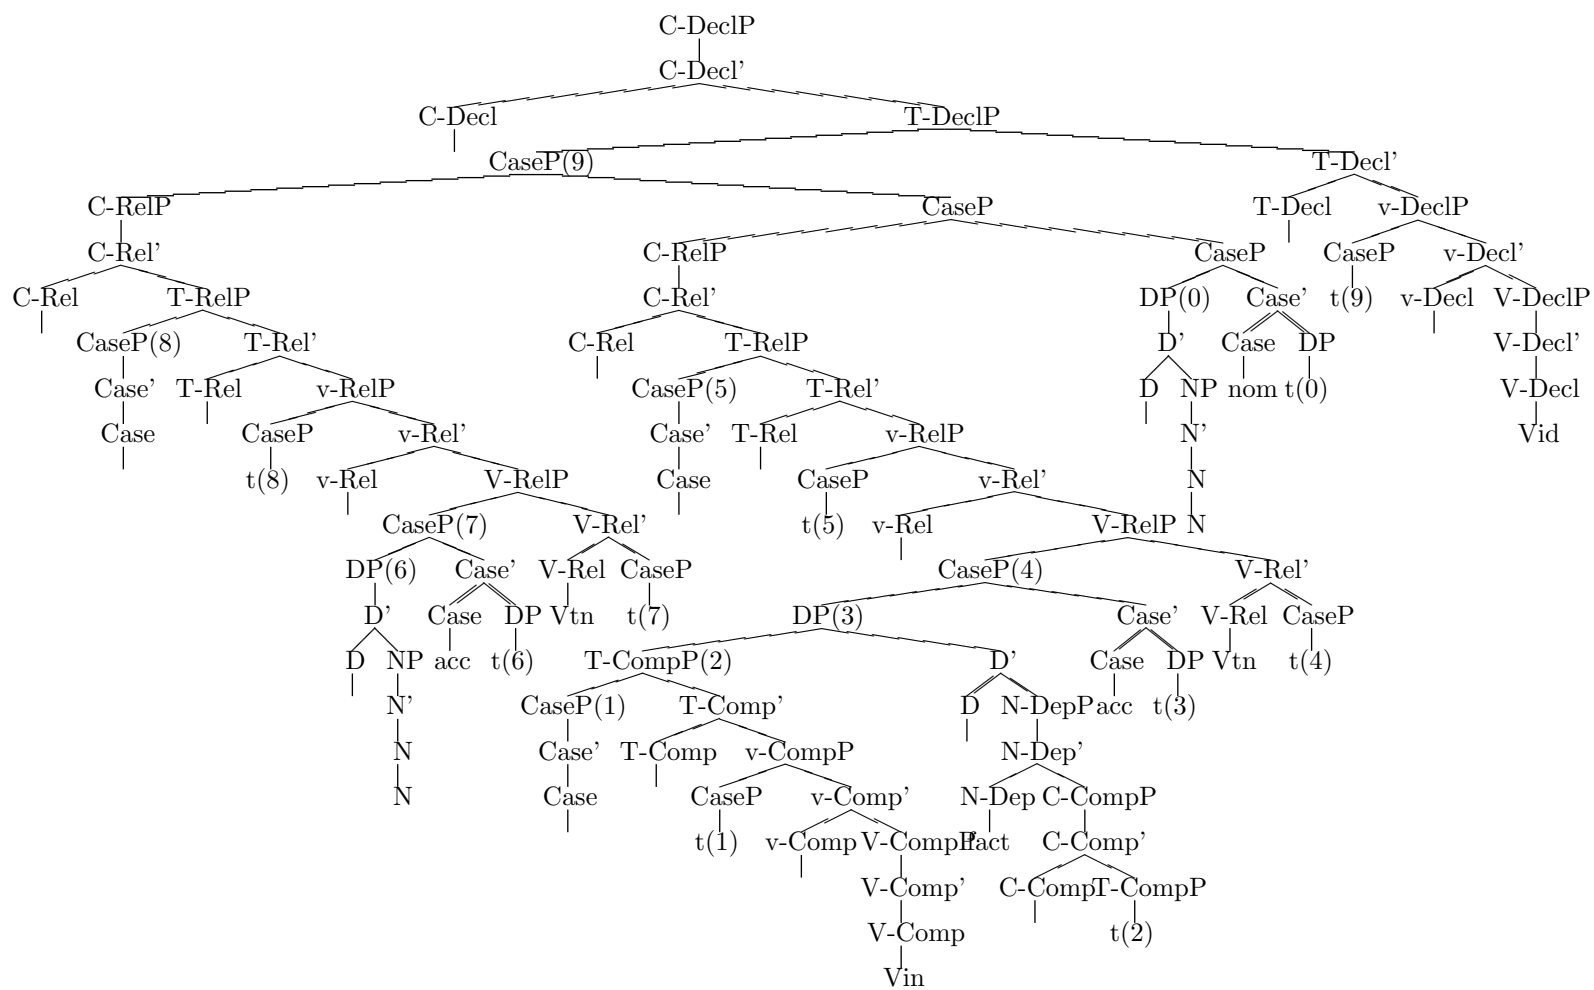 C-DeclP
C-Decl'
C-Decl T-DeclP
CaseP(9) T-Decl'
C-RelP CaseP T-Decl v-DeclP
C-Rel' C-RelP CaseP CaseP v-Decl'
C-Rel T-RelP C-Rel' DP(0) Case' t(9) v-Decl V-DeclP
CaseP(8) T-Rel' C-Rel T-RelP D' Case DP V-Decl'
Case' T-Rel v-RelP CaseP(5) T-Rel' D NP nom t(0) V-Decl
Case CaseP v-Rel' Case' T-Rel v-RelP N' Vid
t(8) v-Rel V-RelP Case CaseP v-Rel' N
CaseP(7) V-Rel' t(5) v-Rel V-RelP N
DP(6) Case' V-Rel CaseP CaseP(4) V-Rel'
D' Case DP Vtn t(7) DP(3) Case' V-Rel CaseP
D NP acc t(6) T-CompP(2) D' Case DP Vtn t(4)
N' CaseP(1) T-Comp' D N-DepP acc t(3)
N Case' T-Comp v-CompP N-Dep'
N Case CaseP v-Comp' N-Dep C-CompP
t(1) v-Comp V-CompP fact C-Comp'
V-Comp' C-Comp T-CompP
V-Comp t(2)
Vin